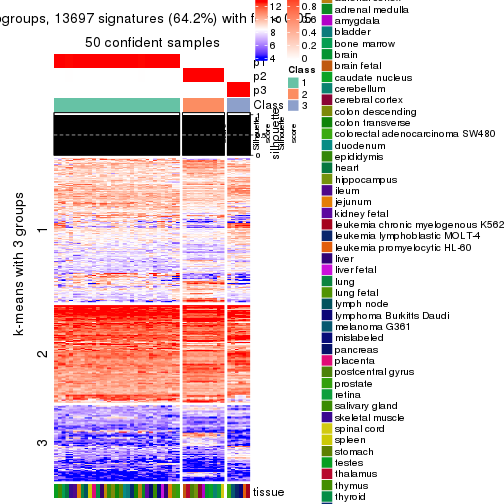 groups, 13697 signatures (64.2%) with f
50 confident samples
p1
p2
p3
Class
silhouette
score
1
0.5
0
k-means with 3 groups
1
2
3
tissue
12
10
8
6
4
0.8
0.6
0.4
0.2
0
Class
1
2
3
adrenal medulla
amygdala
bladder
bone marrow
brain
brain fetal
caudate nucleus
cerebellum
cerebral cortex
colon descending
colon transverse
colorectal adenocarcinoma SW480
duodenum
epididymis
heart
hippocampus
ileum
jejunum
kidney fetal
leukemia chronic myelogenous K562
leukemia lymphoblastic MOLT-4
leukemia promyelocytic HL-60
liver
liver fetal
lung
lung fetal
lymph node
lymphoma Burkitts Daudi
melanoma G361
mislabeled
pancreas
placenta
postcentral gyrus
prostate
retina
salivary gland
skeletal muscle
spinal cord
spleen
stomach
testes
thalamus
thymus
thyroid